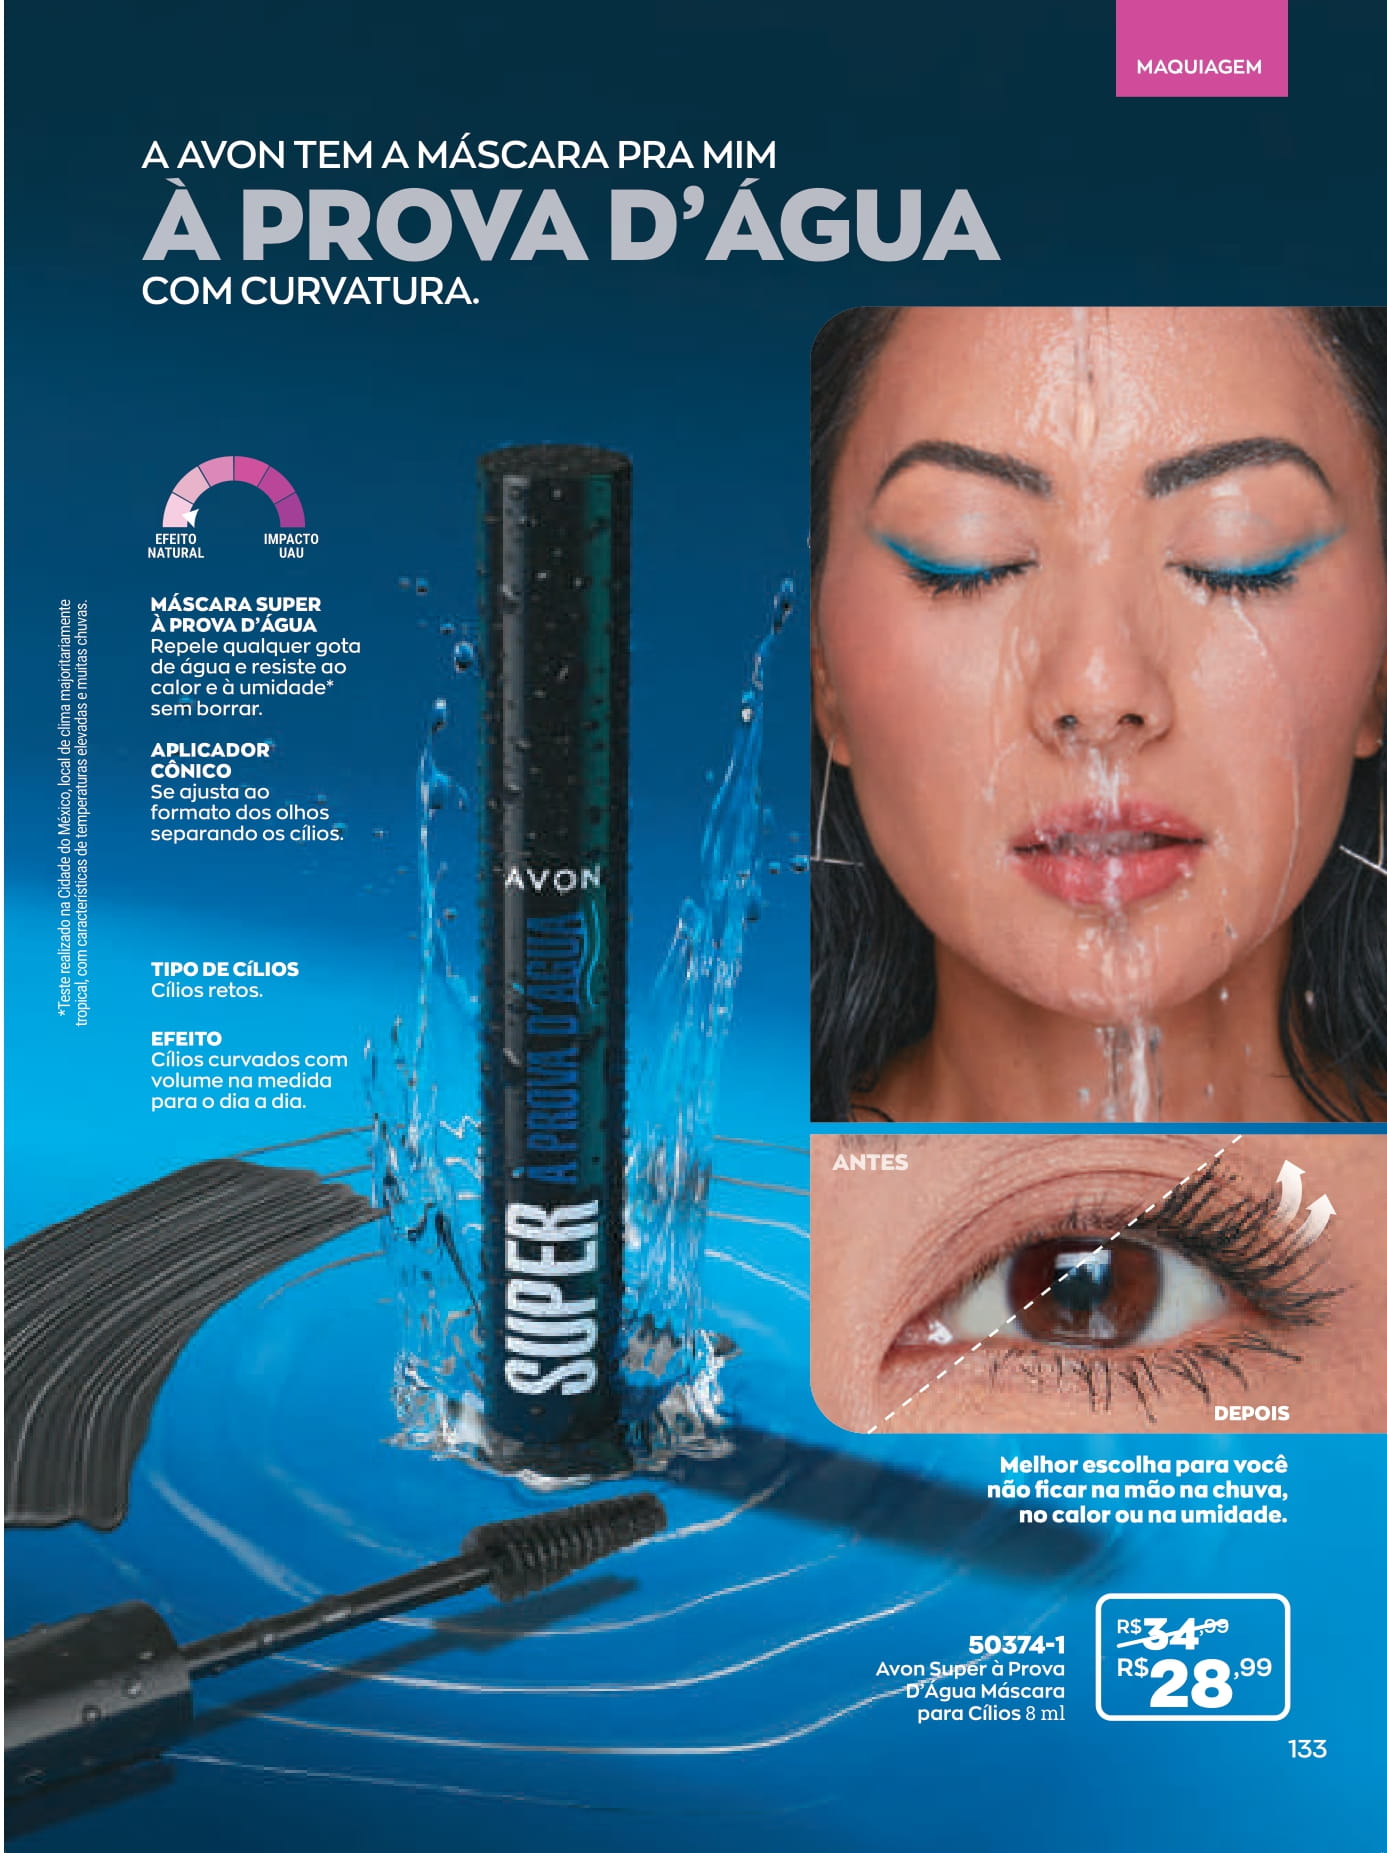 MAQUIAGEM
A AVON TEM A MÁSCARA PRA MIM
À PROVA D’ÁGUA
COM CURVATURA.
EFEITO
NATURAL
IMPACTO
UAU
MÁSCARA SUPER
À PROVA D’ÁGUA
Repele qualquer gota
de água e resiste ao
calor e à umidade*
sem borrar.
APLICADOR
CÔNICO
Se ajusta ao
formato dos olhos
separando os cílios.
TIPO DE CíLIOS
Cílios retos.
EFEITO
Cílios curvados com
volume na medida
para o dia a dia.
*Teste realizado na Cidade do México, local de clima majoritariamente
tropical, com características de temperaturas elevadas e muitas chuvas.
AVON
SUPER
À PROVA D’ÁGUA
ANTES
DEPOIS
Melhor escolha para você
não ficar na mão na chuva,
no calor ou na umidade.
50374-1
Avon Super à Prova
D’Água Máscara
para Cílios 8 ml
R$34,99
R$28,99
133